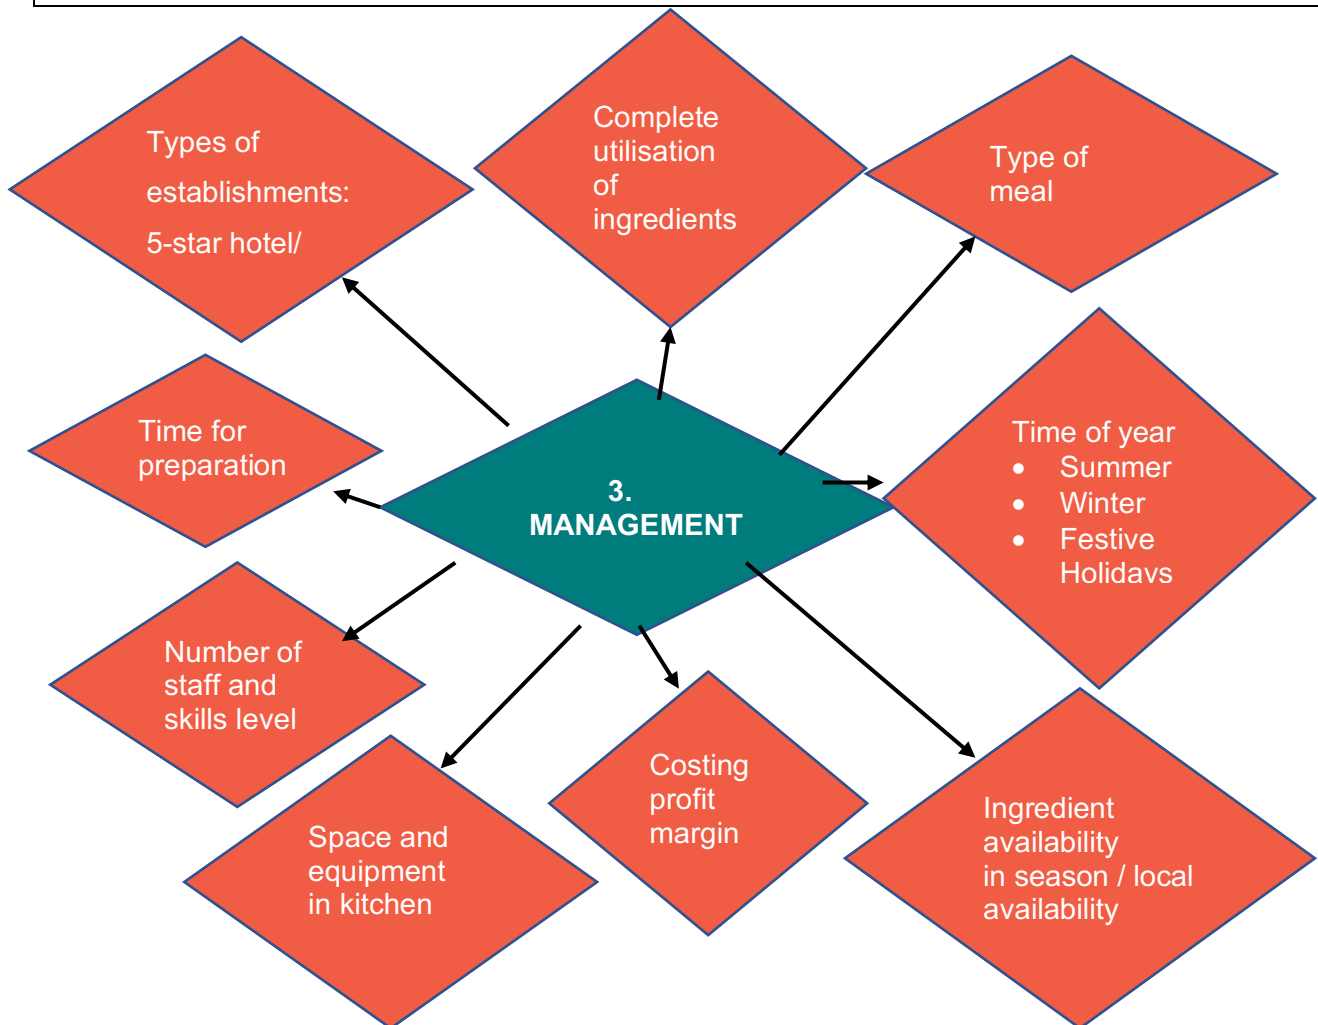 Types of
establishments:
5-star hotel/
Complete
utilisation
of
ingredients
Type of
meal
Time for
preparation
3.
MANAGEMENT
Time of year
• Summer
• Winter
• Festive
Holidays
Number of
staff and
skills level
Space and
equipment
in kitchen
Costing
profit
margin
Ingredient
availability
in season / local
availability